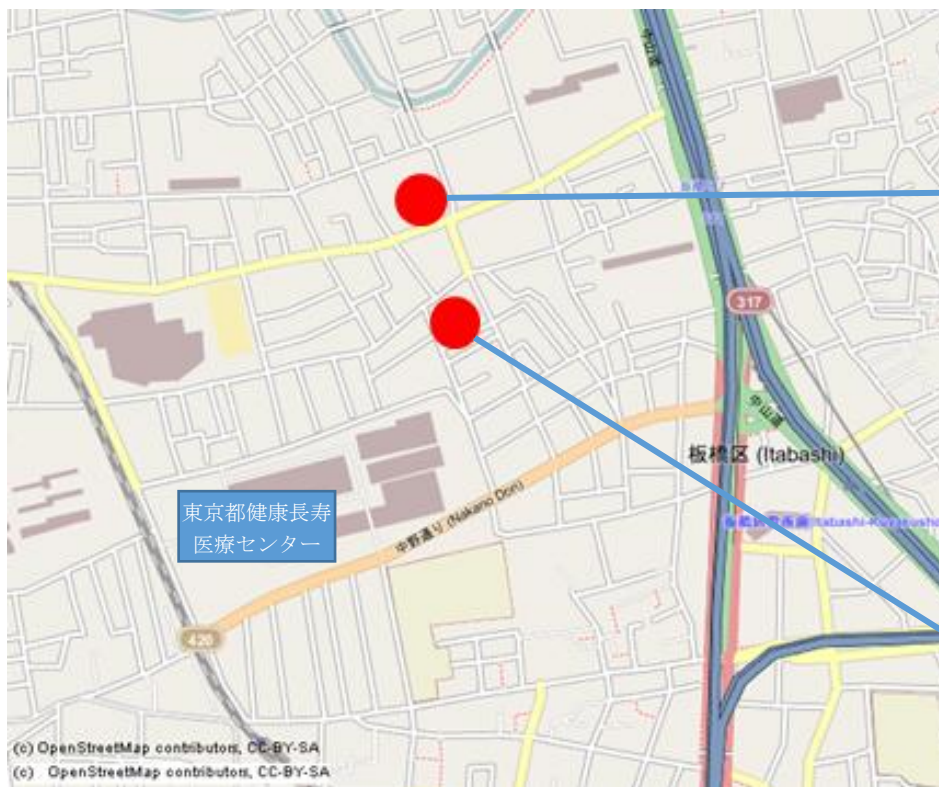 中山道
317
中山道
板橋区 (Itabashi)
東京都健康長寿
医療センター
中野通り (Nakano Dori)
420
(c) OpenStreetMap contributors, CC-BY-SA
(c) OpenStreetMap contributors, CC-BY-SA